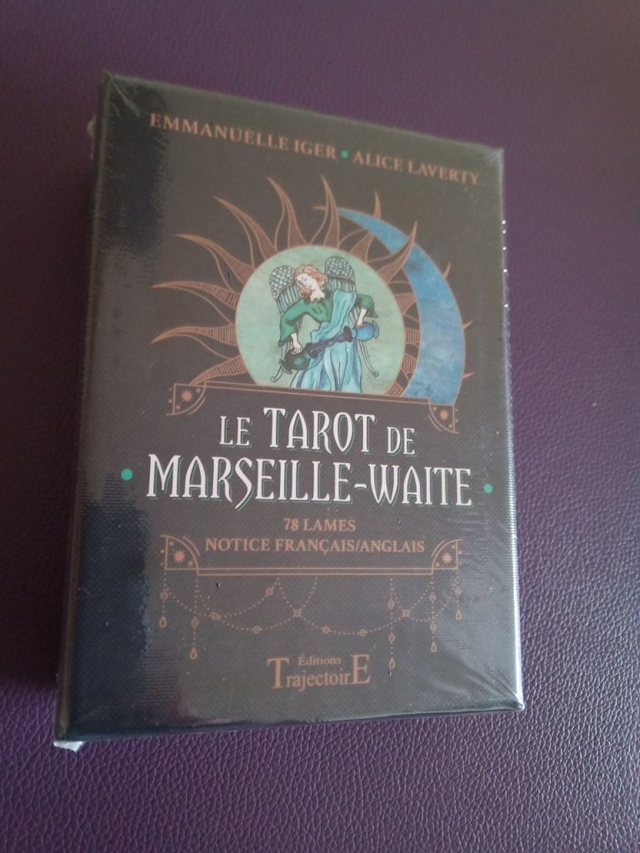 EMMANUELLE IGER • ALICE LAVERTY
LE TAROT DE
• MARSEILLE-WAITE •
78 LAMES
NOTICE FRANÇAIS/ANGLAIS
Éditions
TrajectoirE